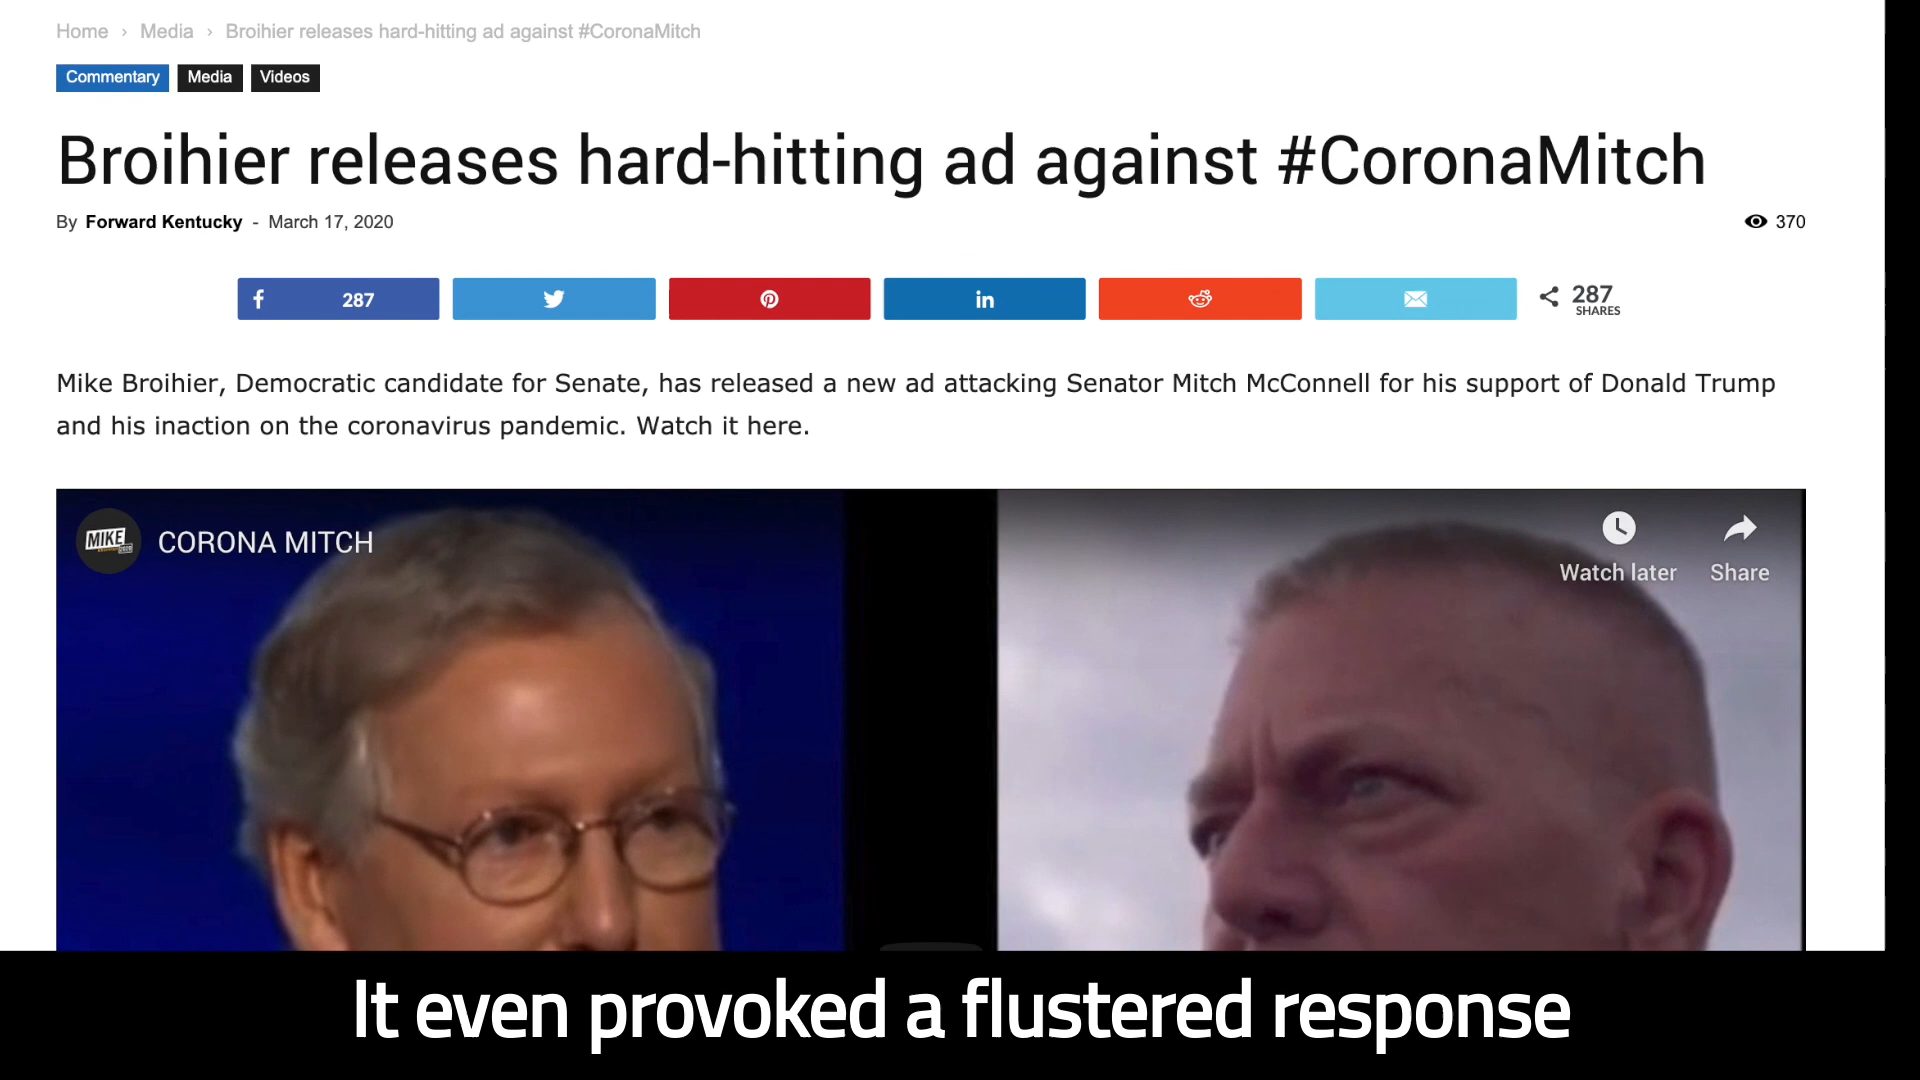 Home › Media › Broihier releases hard-hitting ad against #CoronaMitch
Commentary Media Videos
Broihier releases hard-hitting ad against #CoronaMitch
By Forward Kentucky - March 17, 2020 370
f 287 in 287 SHARES
Mike Broihier, Democratic candidate for Senate, has released a new ad attacking Senator Mitch McConnell for his support of Donald Trump
and his inaction on the coronavirus pandemic. Watch it here.
MIKE CORONA MITCH
Watch later Share
It even provoked a flustered response